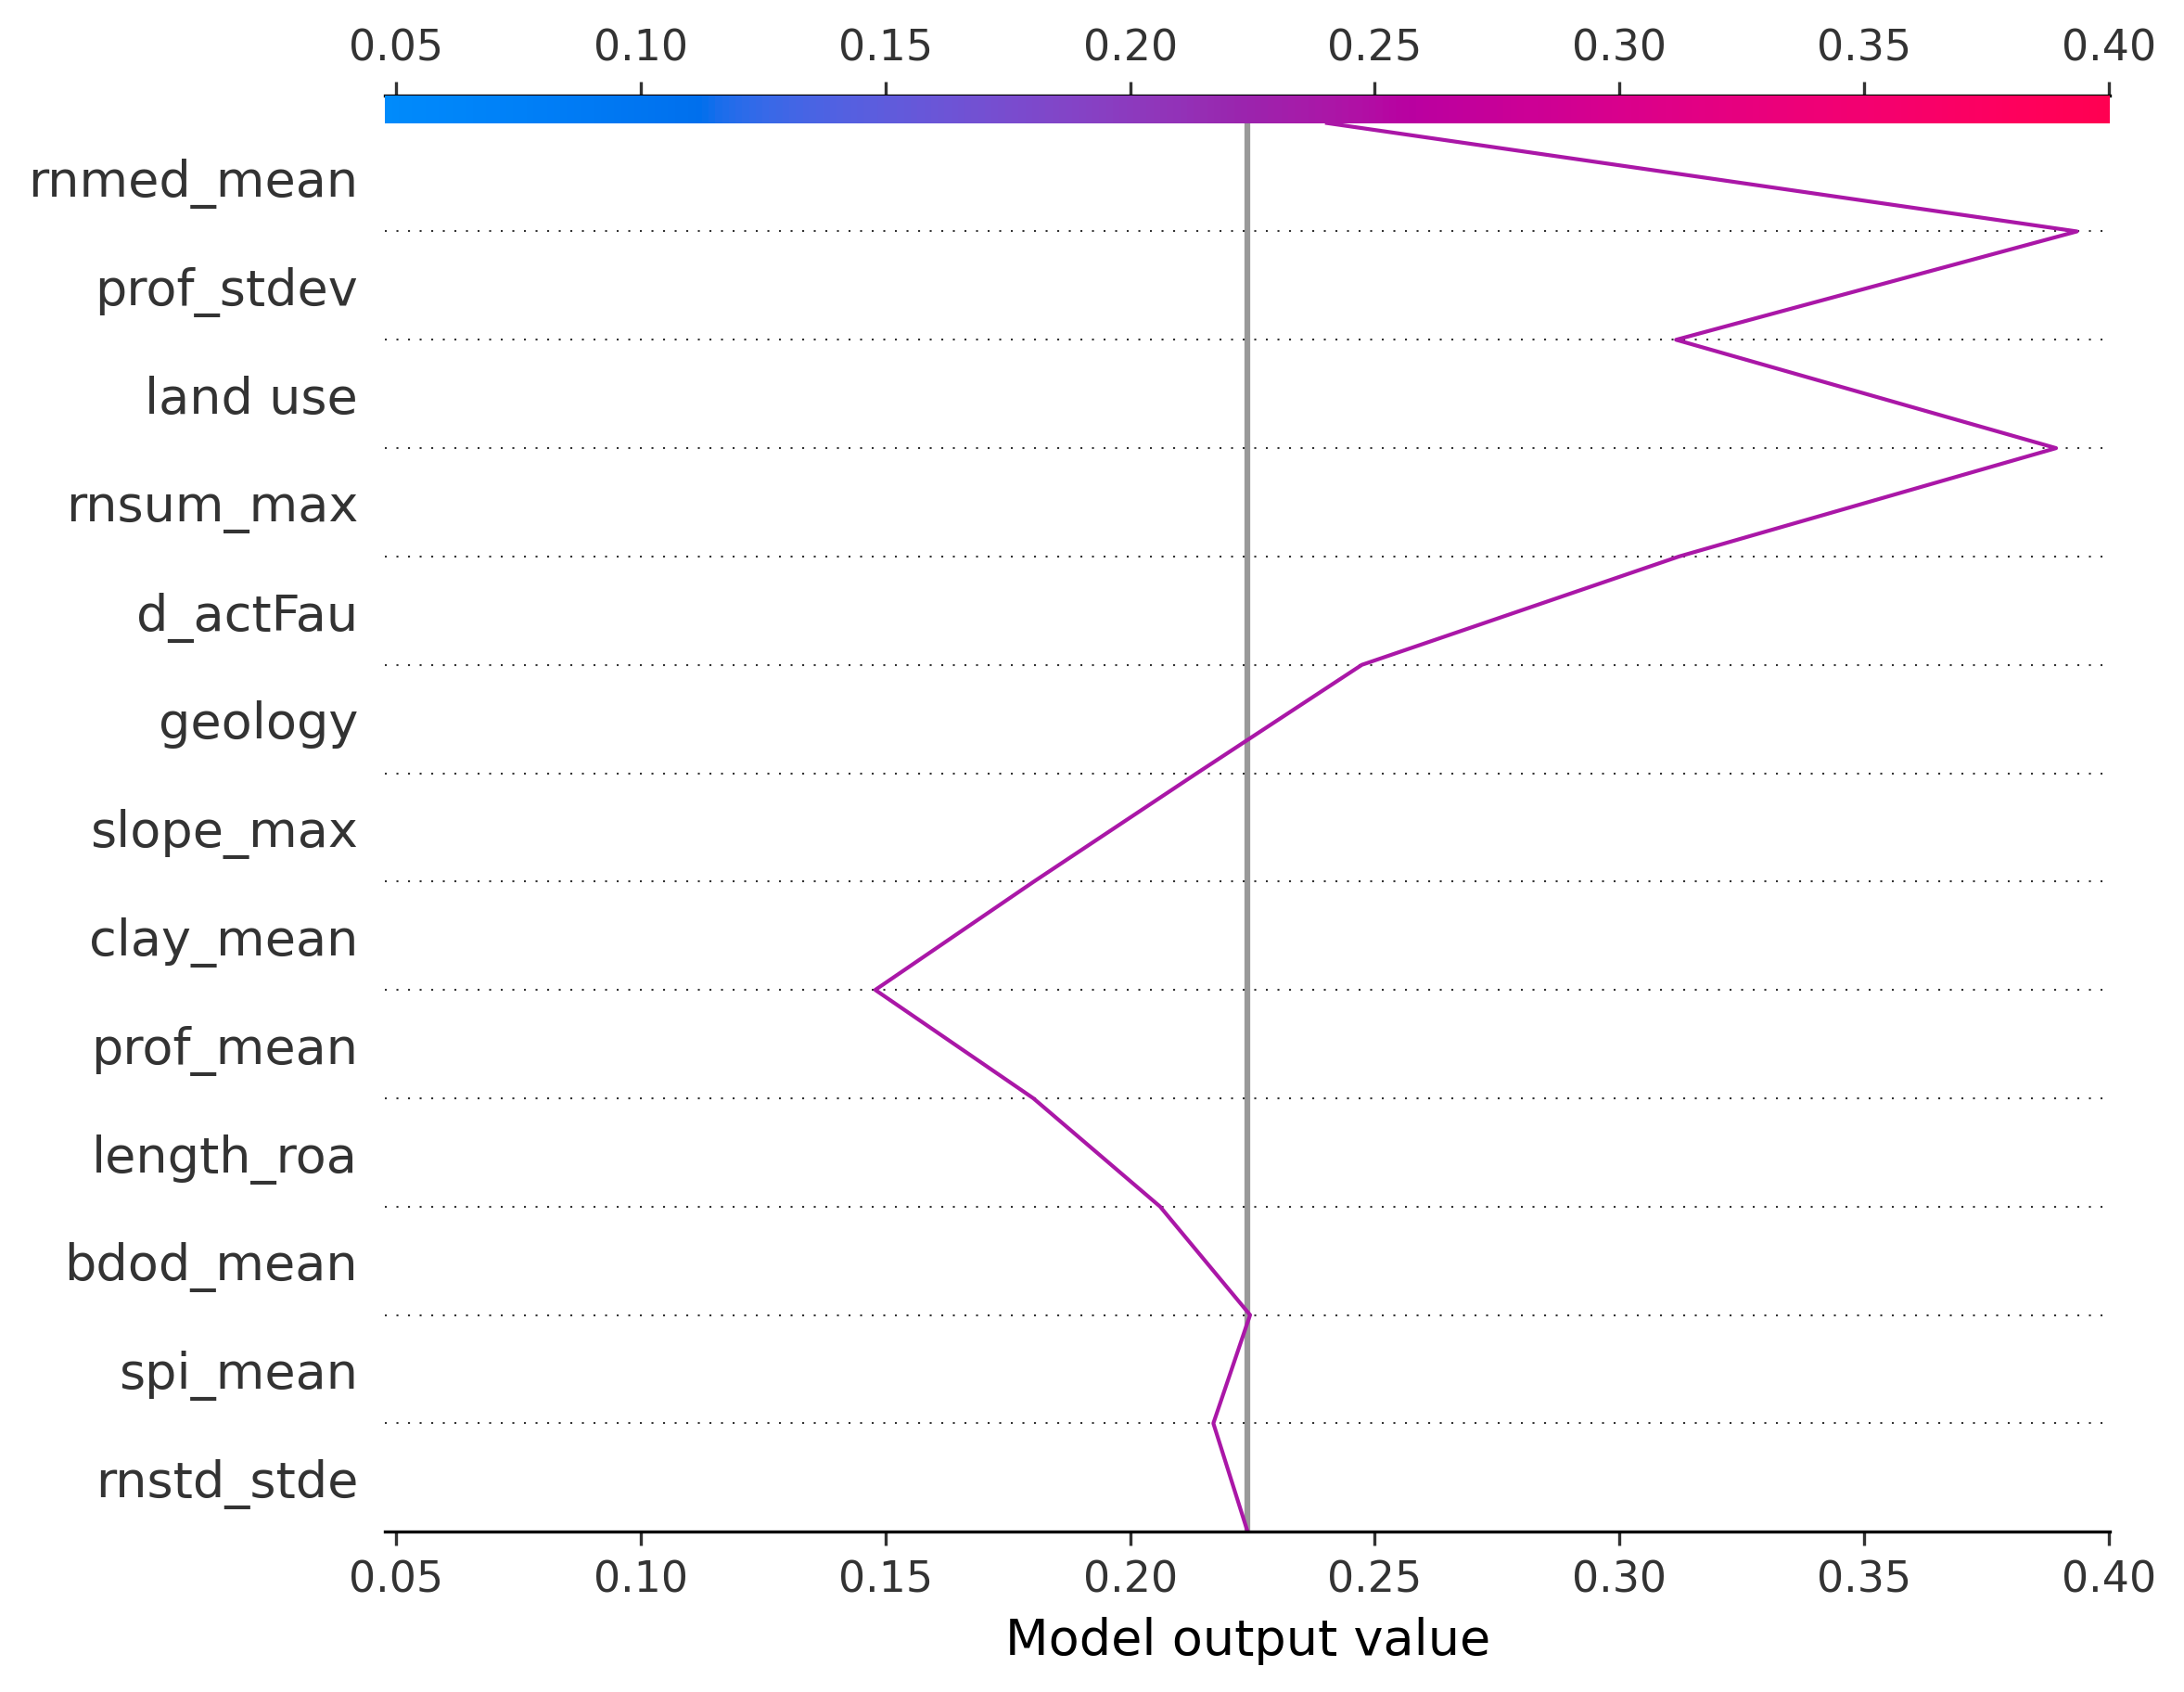 0.05 0.10 0.15 0.20 0.25 0.30 0.35 0.40
rnmed_mean
prof_stdev
land use
rnsum_max
d_actFau
geology
slope_max
clay_mean
prof_mean
length_roa
bdod_mean
spi_mean
rnstd_stde
0.05 0.10 0.15 0.20 0.25 0.30 0.35 0.40
Model output value